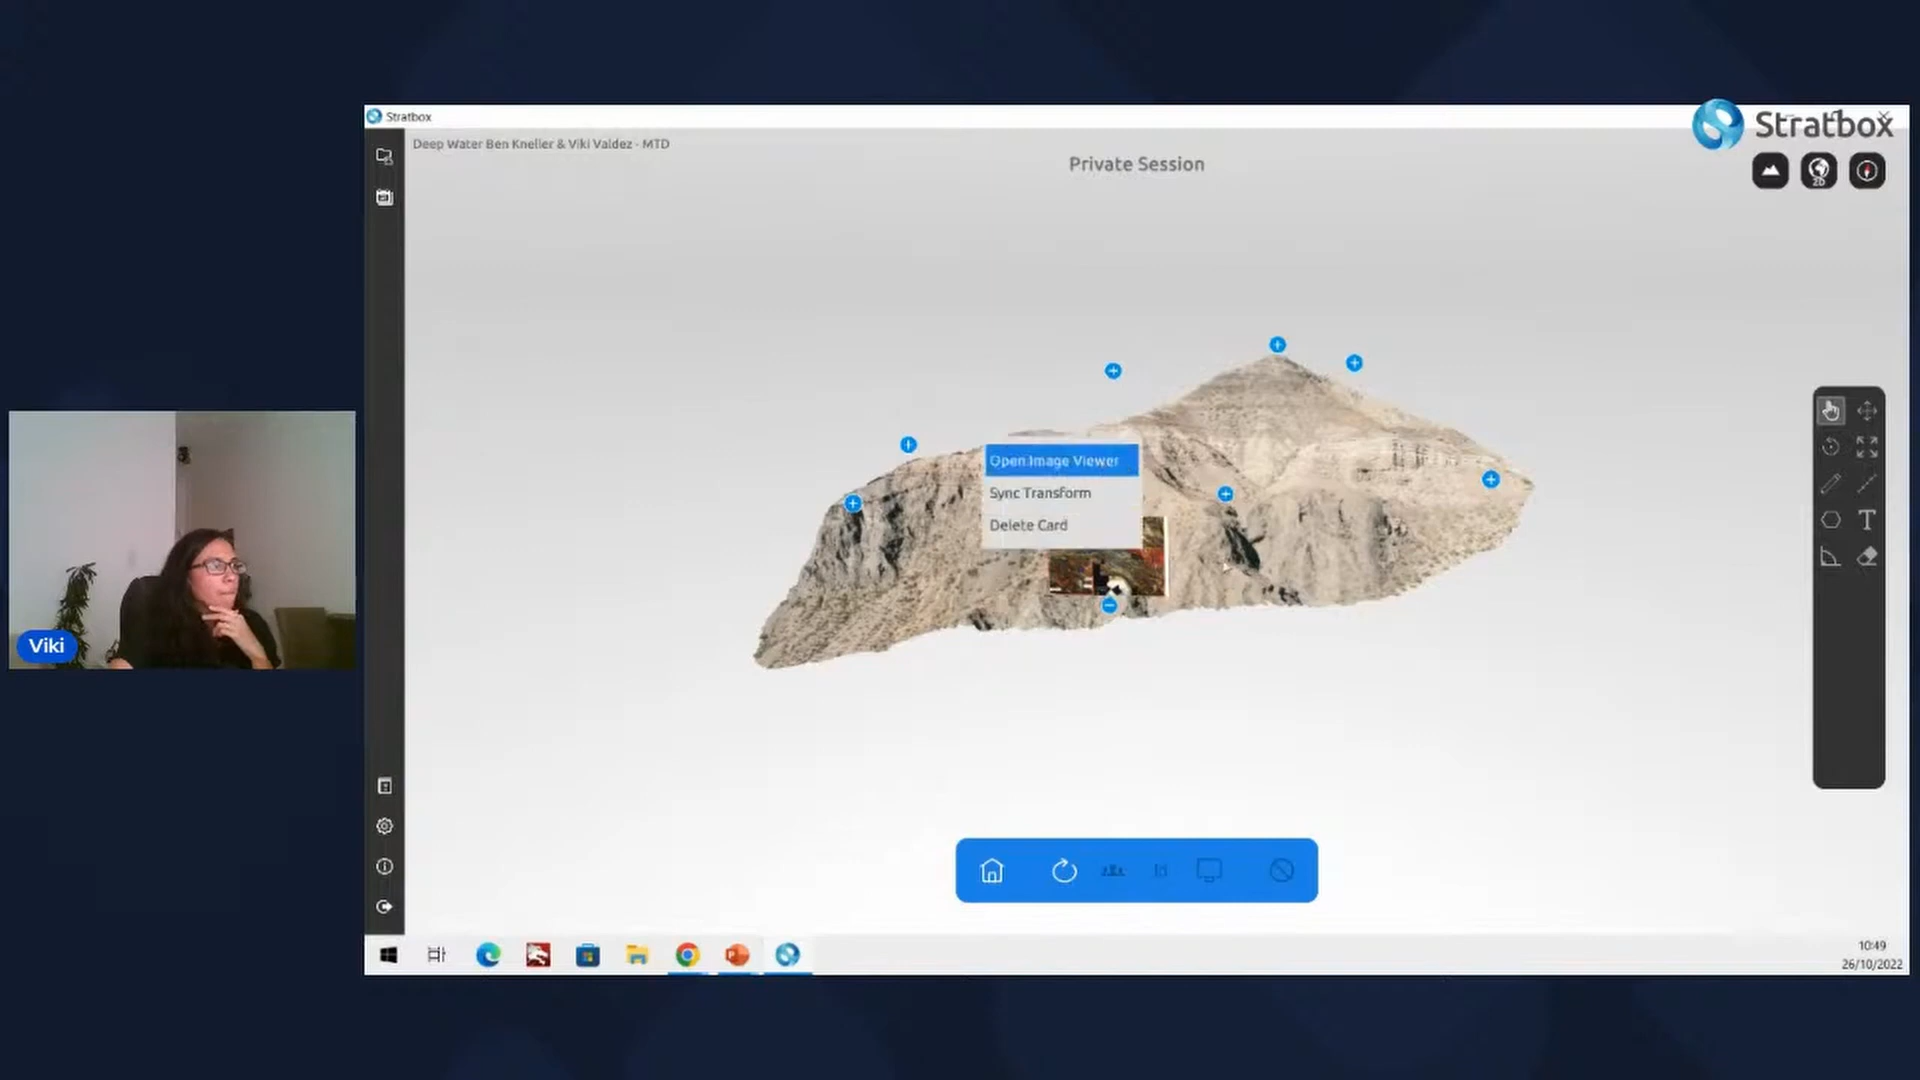 Stratbox
Stratbox
Deep Water Ben Kneller & Viki Valdez - MTD
Private Session
2D
Open Image Viewer
Sync Transform
Delete Card
T
Viki
10:49
26/10/2022